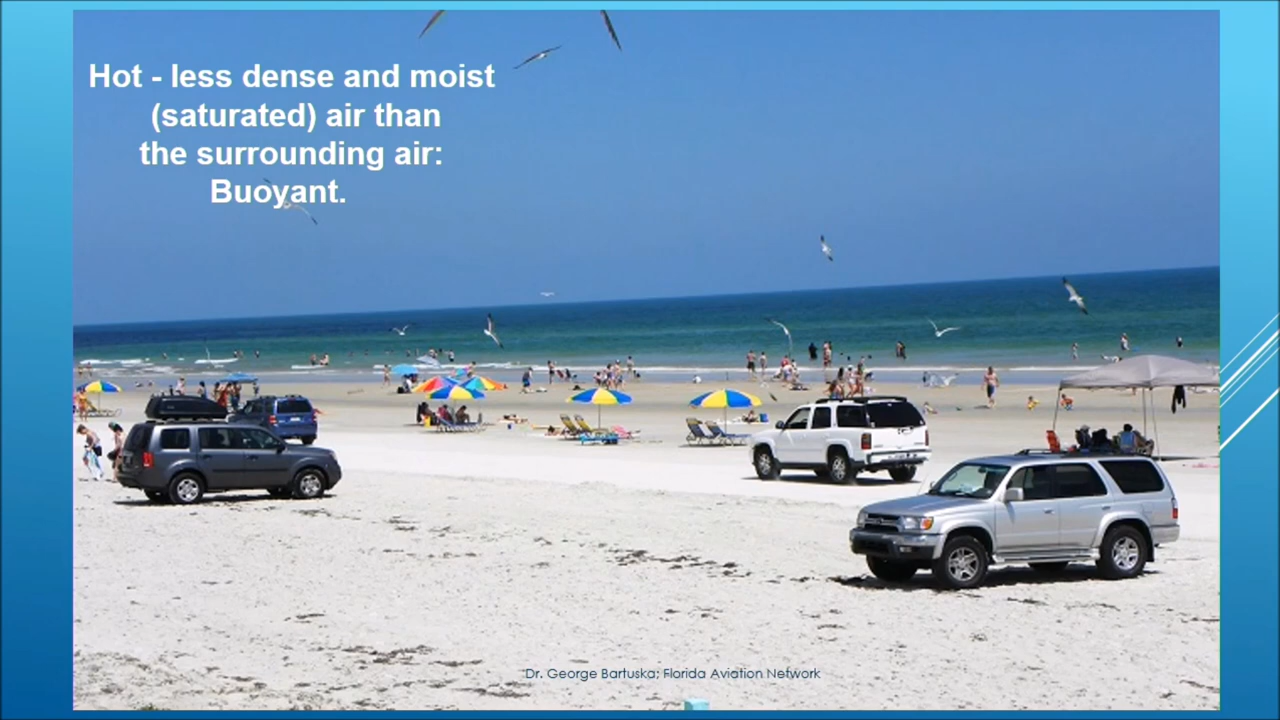 Hot - less dense and moist
(saturated) air than
the surrounding air:
Buoyant.
Dr. George Bartuska; Florida Aviation Network